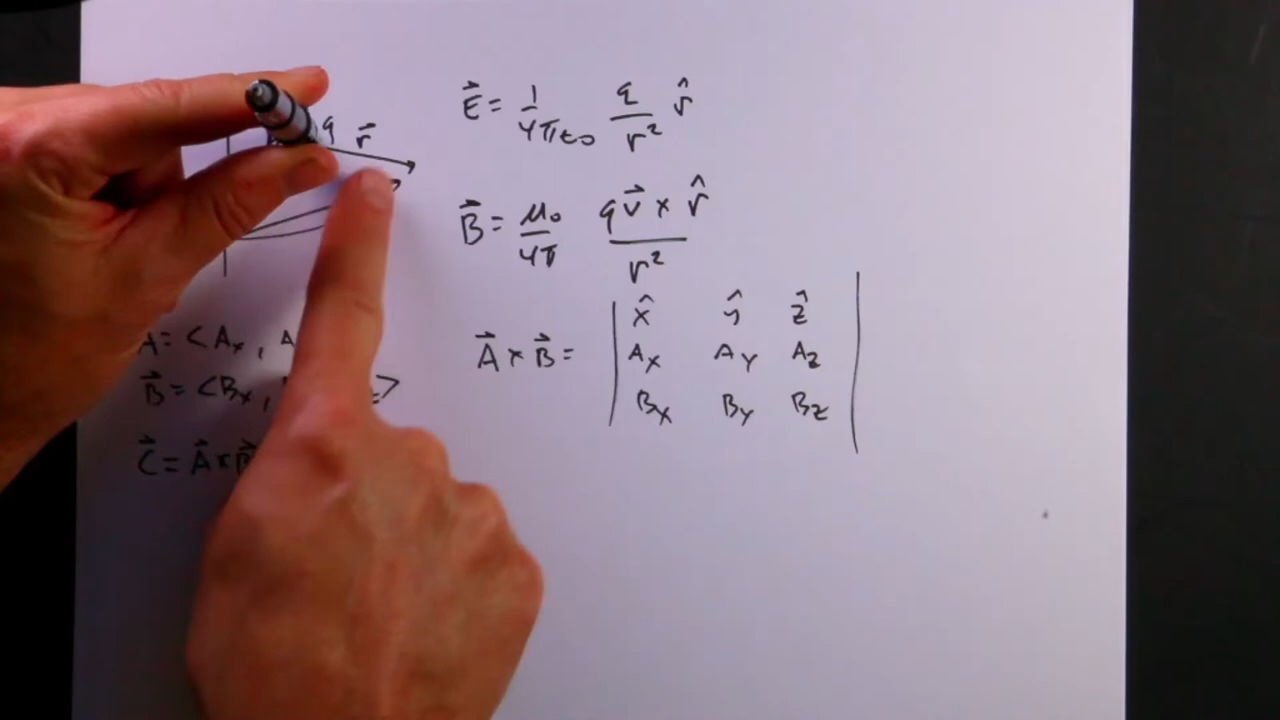 q r⃗
E⃗ = 1/4πε₀ q/r² r̂
B⃗ = μ₀/4π qv⃗ × r̂/r²
A⃗ × B⃗ = | x̂ ŷ ẑ |
Ax Ay Az
Bx By Bz
A = <Ax, A
B⃗ = <Bx, >
C⃗ = A⃗ × B⃗